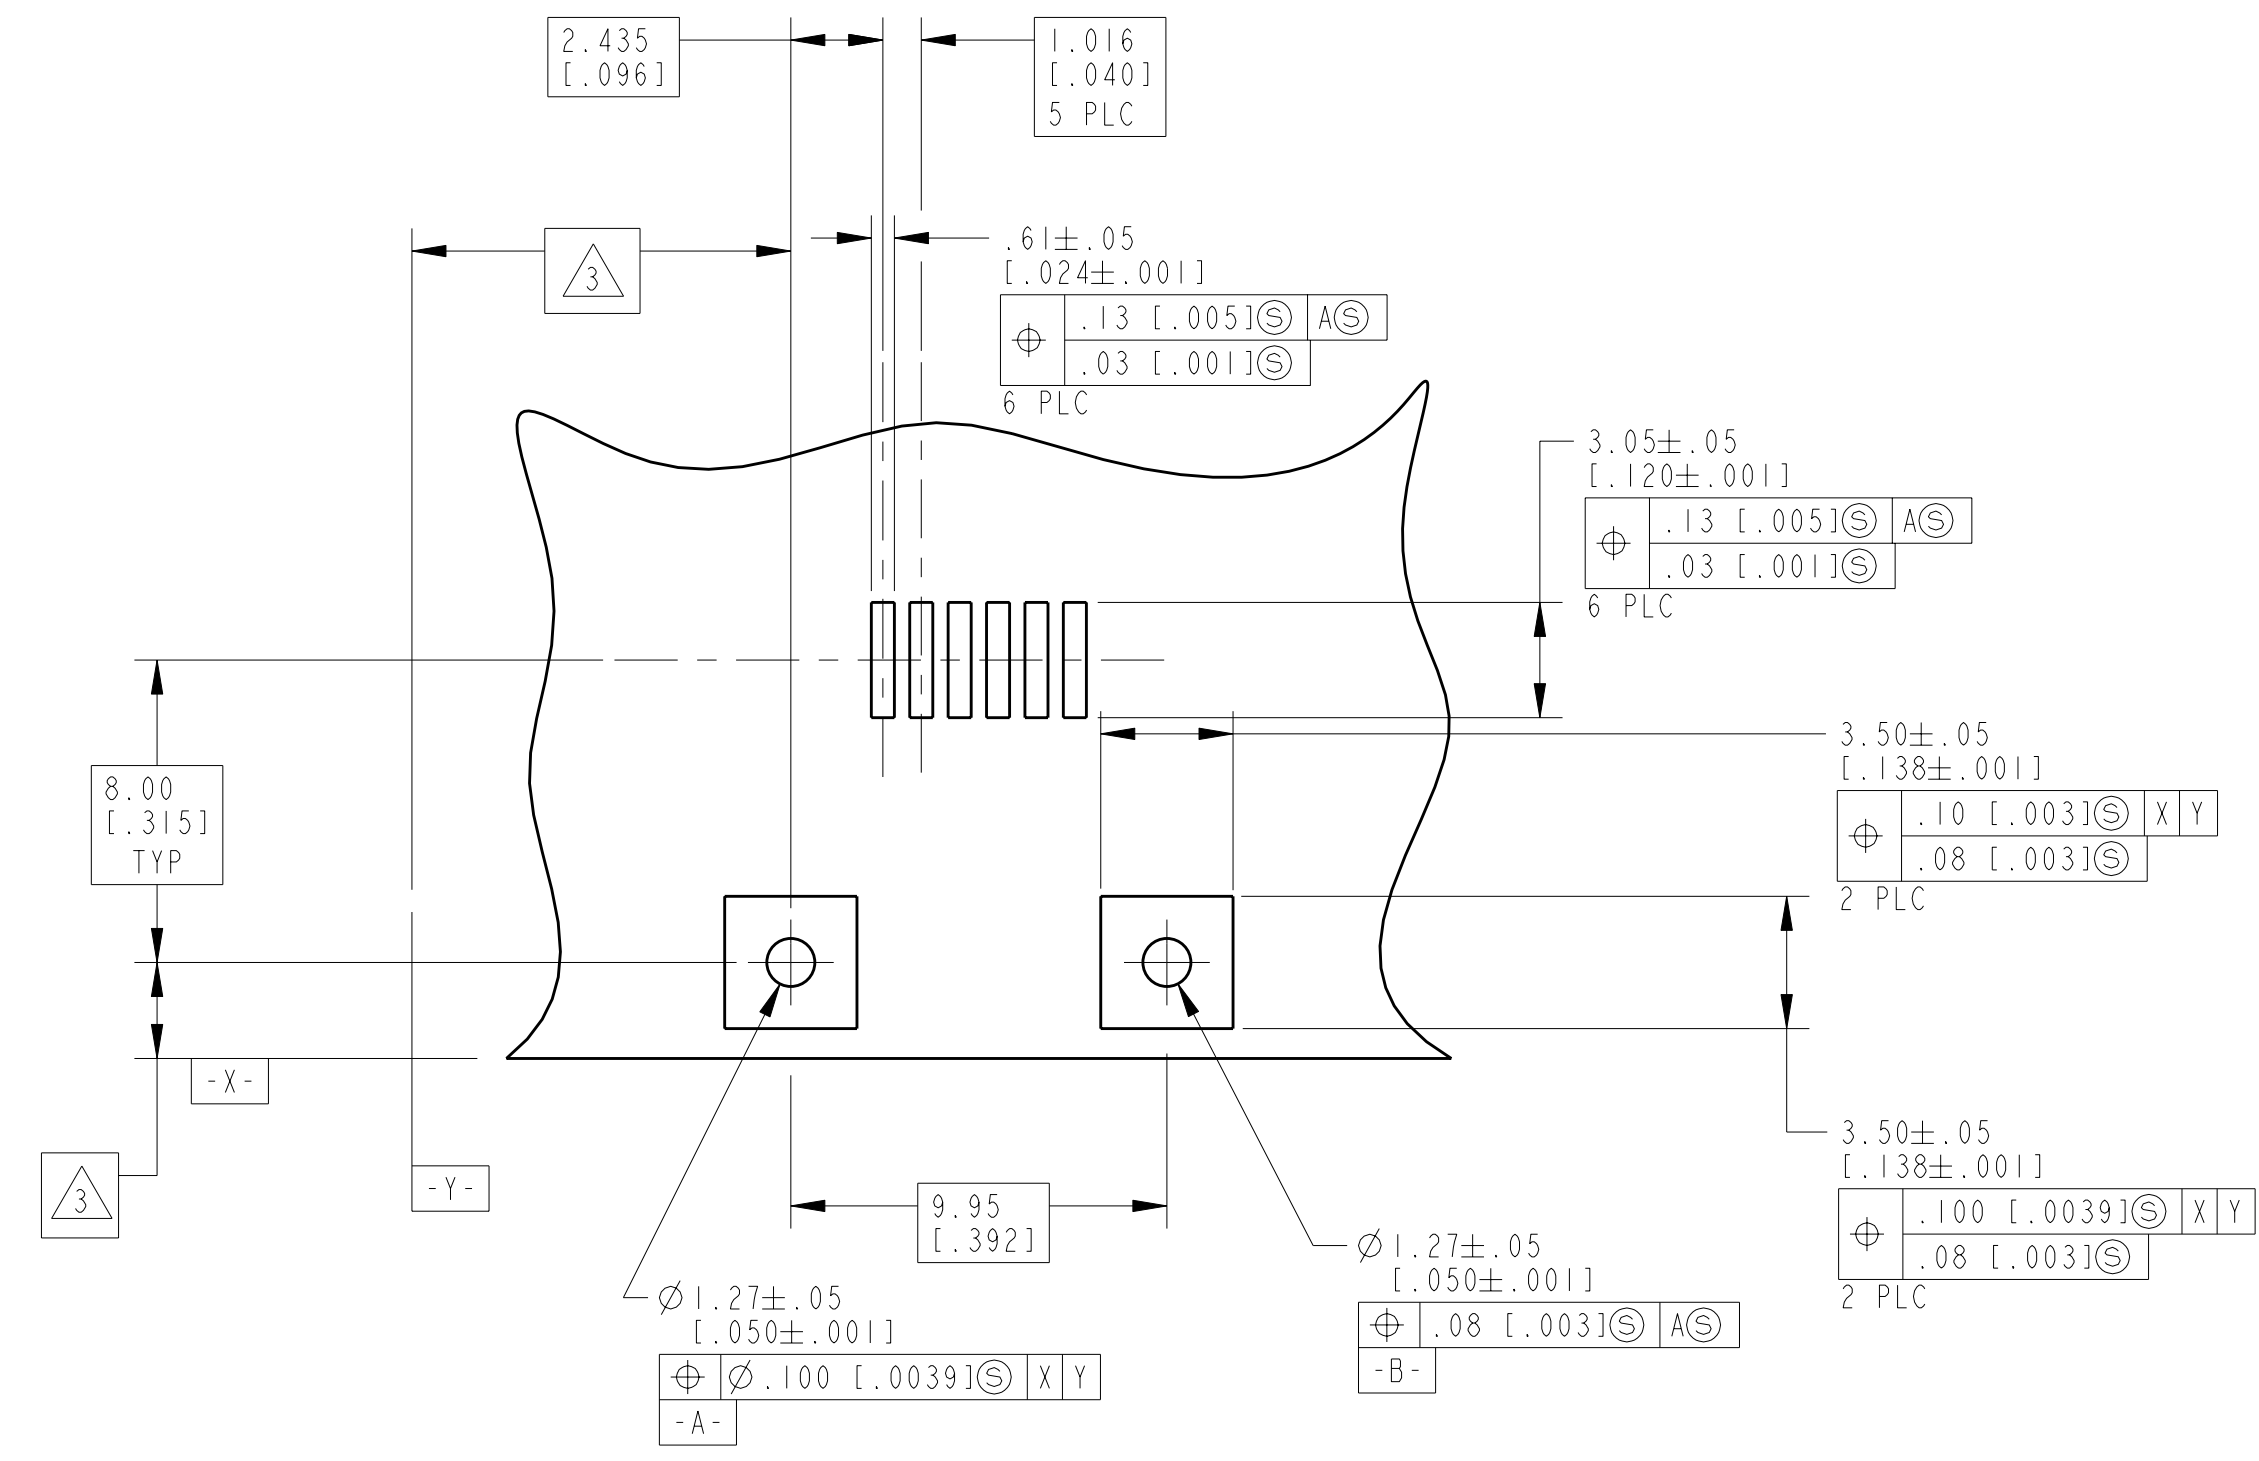 2.435
[.096]
1.016
[.040]
5 PLC
3
.61±.05
[.024±.001]
⌖ .13 [.005]Ⓢ AⓈ
.03 [.001]Ⓢ
6 PLC
3.05±.05
[.120±.001]
⌖ .13 [.005]Ⓢ AⓈ
.03 [.001]Ⓢ
6 PLC
3.50±.05
[.138±.001]
⌖ .10 [.003]Ⓢ X Y
.08 [.003]Ⓢ
2 PLC
8.00
[.315]
TYP
-X-
3
-Y-
3.50±.05
[.138±.001]
⌖ .100 [.0039]Ⓢ X Y
.08 [.003]Ⓢ
2 PLC
9.95
[.392]
Ø1.27±.05
[.050±.001]
⌖ .08 [.003]Ⓢ AⓈ
-B-
Ø1.27±.05
[.050±.001]
⌖ Ø.100 [.0039]Ⓢ X Y
-A-